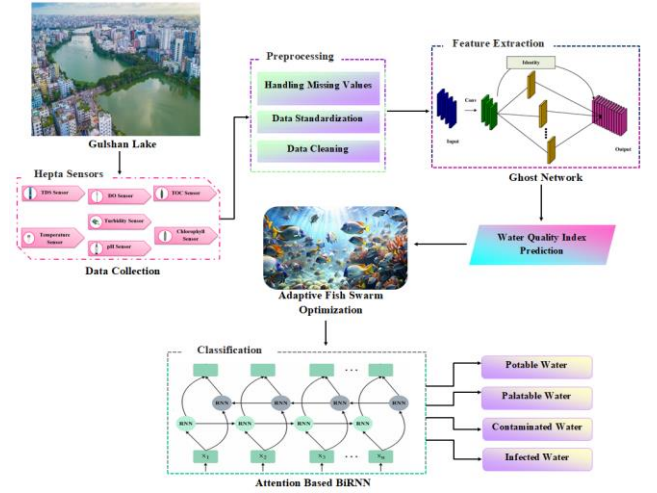 Gulshan Lake
Hepta Sensors
TDS Sensor
DO Sensor
TOC Sensor
Temperature
Sensor
Turbidity Sensor
pH Sensor
Chlorophyll
Sensor
Data Collection
Preprocessing
Handling Missing Values
Data Standardization
Data Cleaning
Feature Extraction
Identity
Conv
Input
Output
Ghost Network
Water Quality Index
Prediction
Adaptive Fish Swarm
Optimization
Classification
RNN RNN RNN RNN
RNN RNN RNN RNN
Attention Based BiRNN
Potable Water
Palatable Water
Contaminated Water
Infected Water